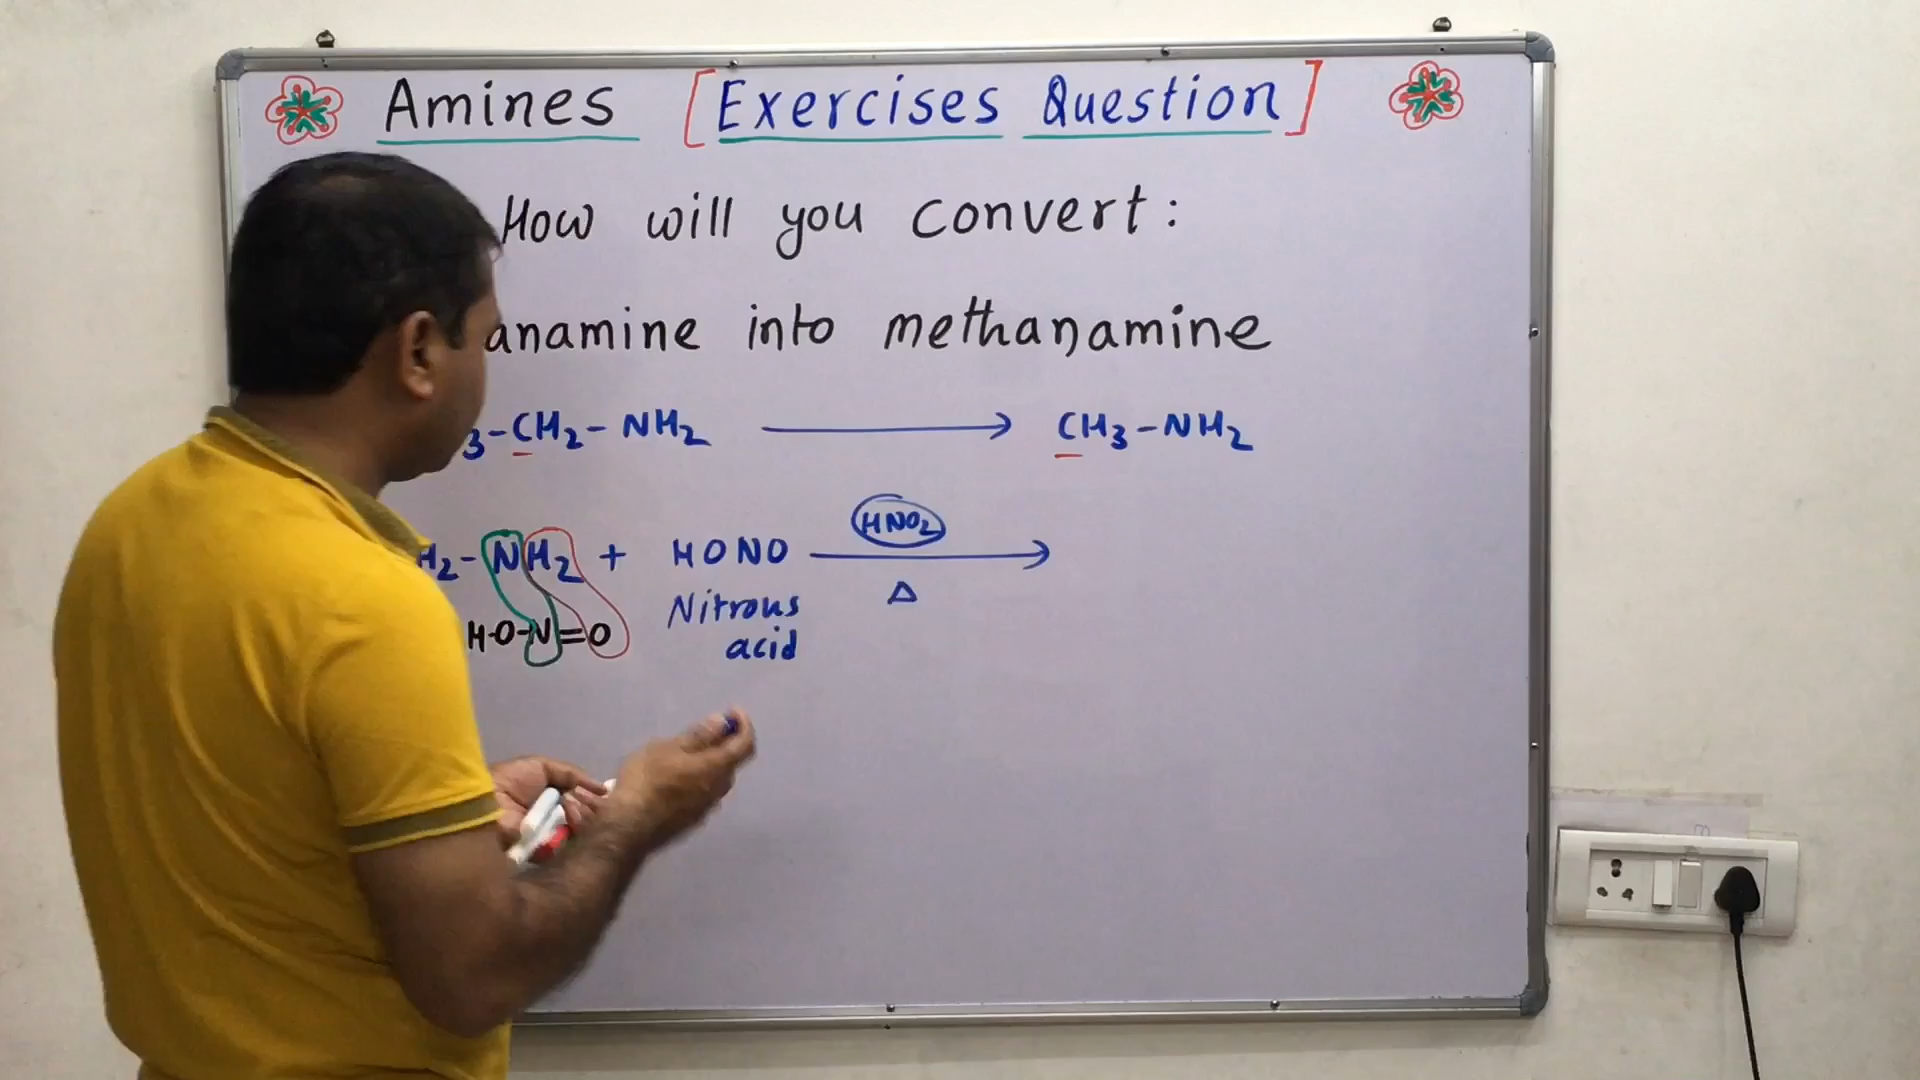 Amines [Exercises Question]
How will you convert:
anamine into methanamine
3-CH2-NH2 → CH3-NH2
HNO2
H2-NH2 + HONO →
Δ
Nitrous
H-O-N=O
acid